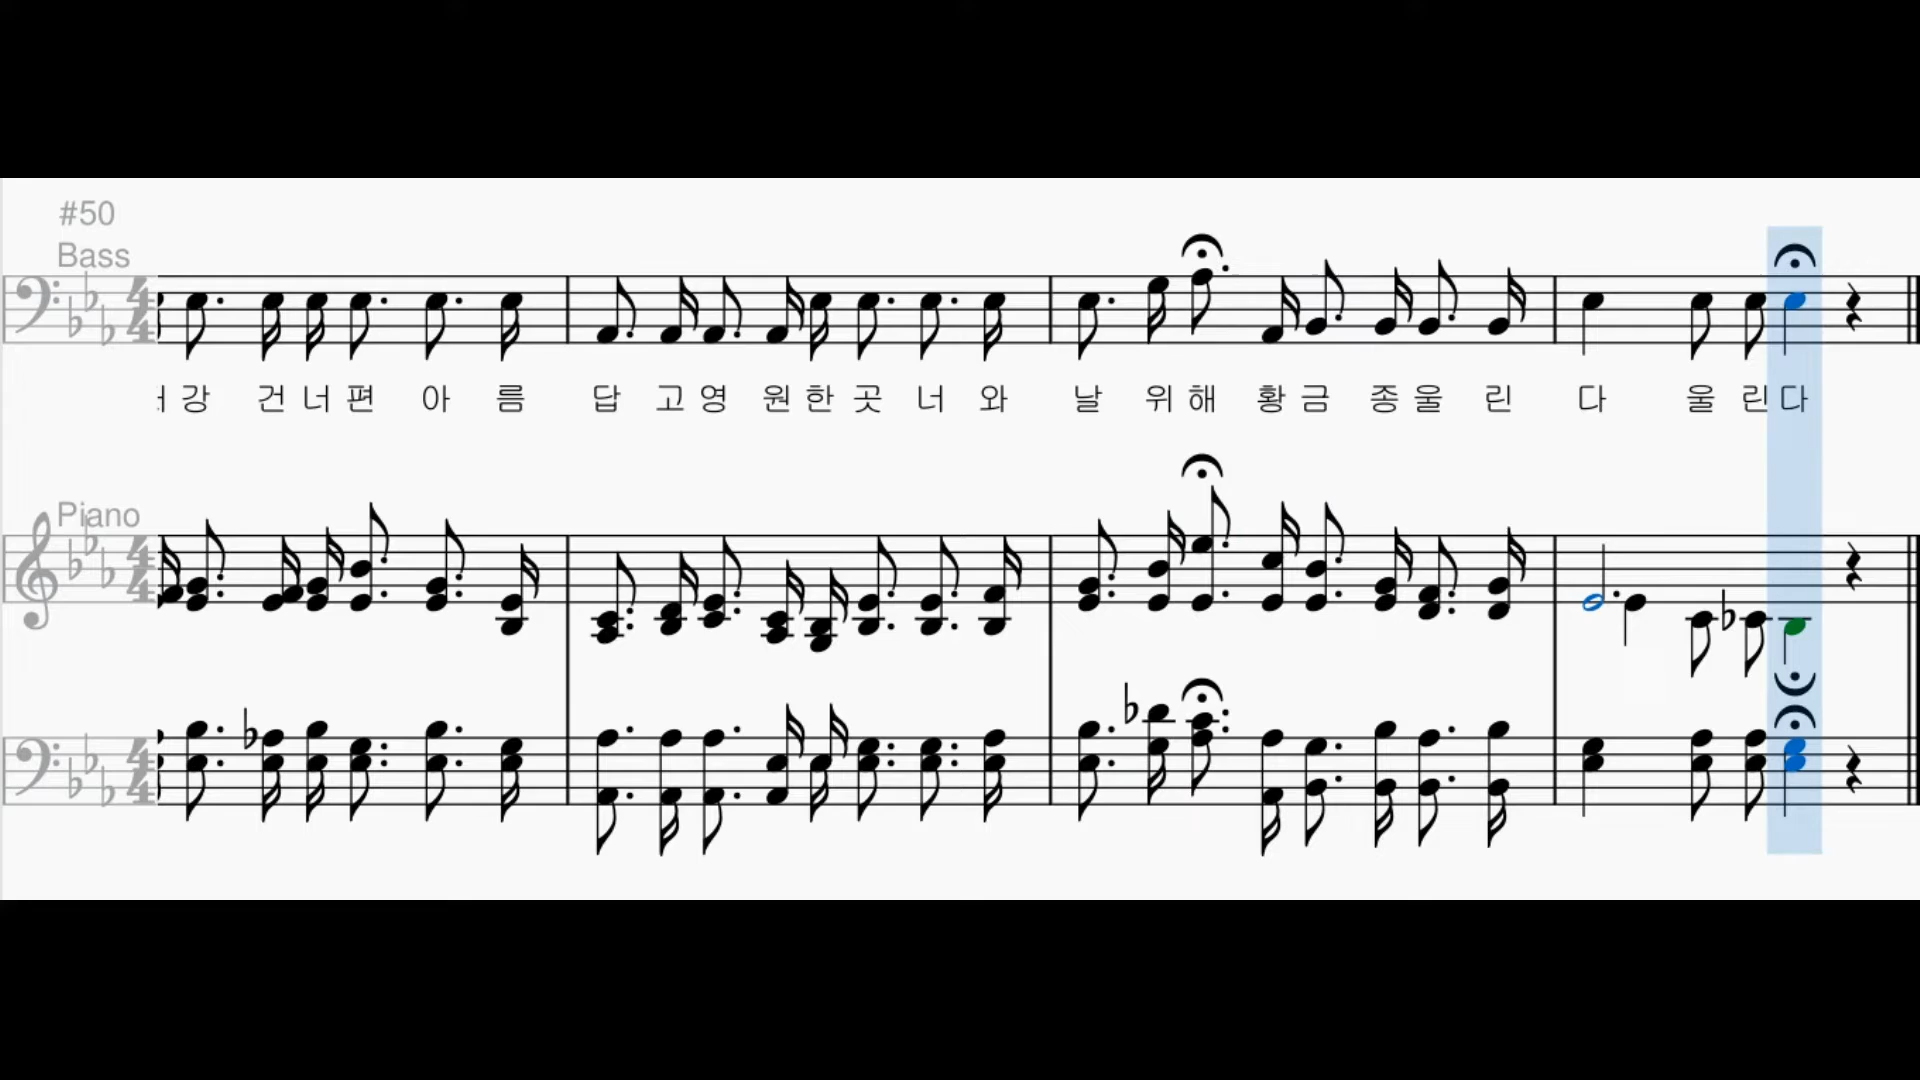 #50
Bass
강 건 너 편 아 름 답 고 영 원 한 곳 너 와 날 위 해 황 금 종 울 린 다 울 린 다
Piano